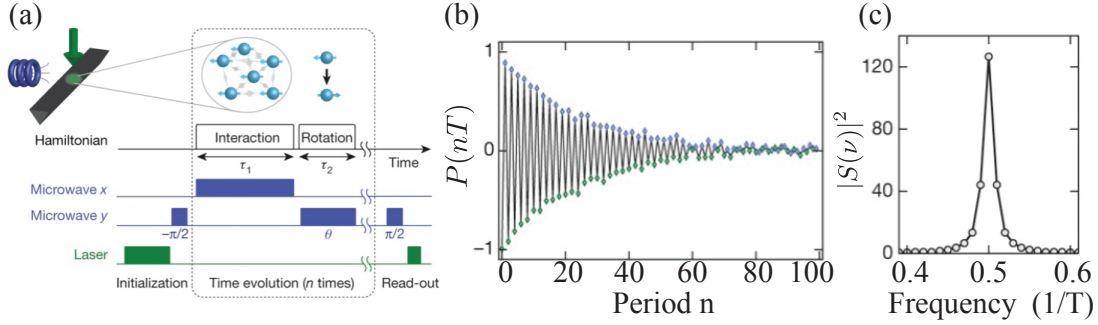 (a)
Hamiltonian
Interaction
Rotation
τ1
τ2
Time
Microwave x
Microwave y
−π/2
θ
π/2
Laser
Initialization
Time evolution (n times)
Read-out
(b)
P(nT)
1
0
−1
0
20
40
60
80
100
Period n
(c)
|S(ν)|²
120
80
40
0
0.4
0.5
0.6
Frequency (1/T)